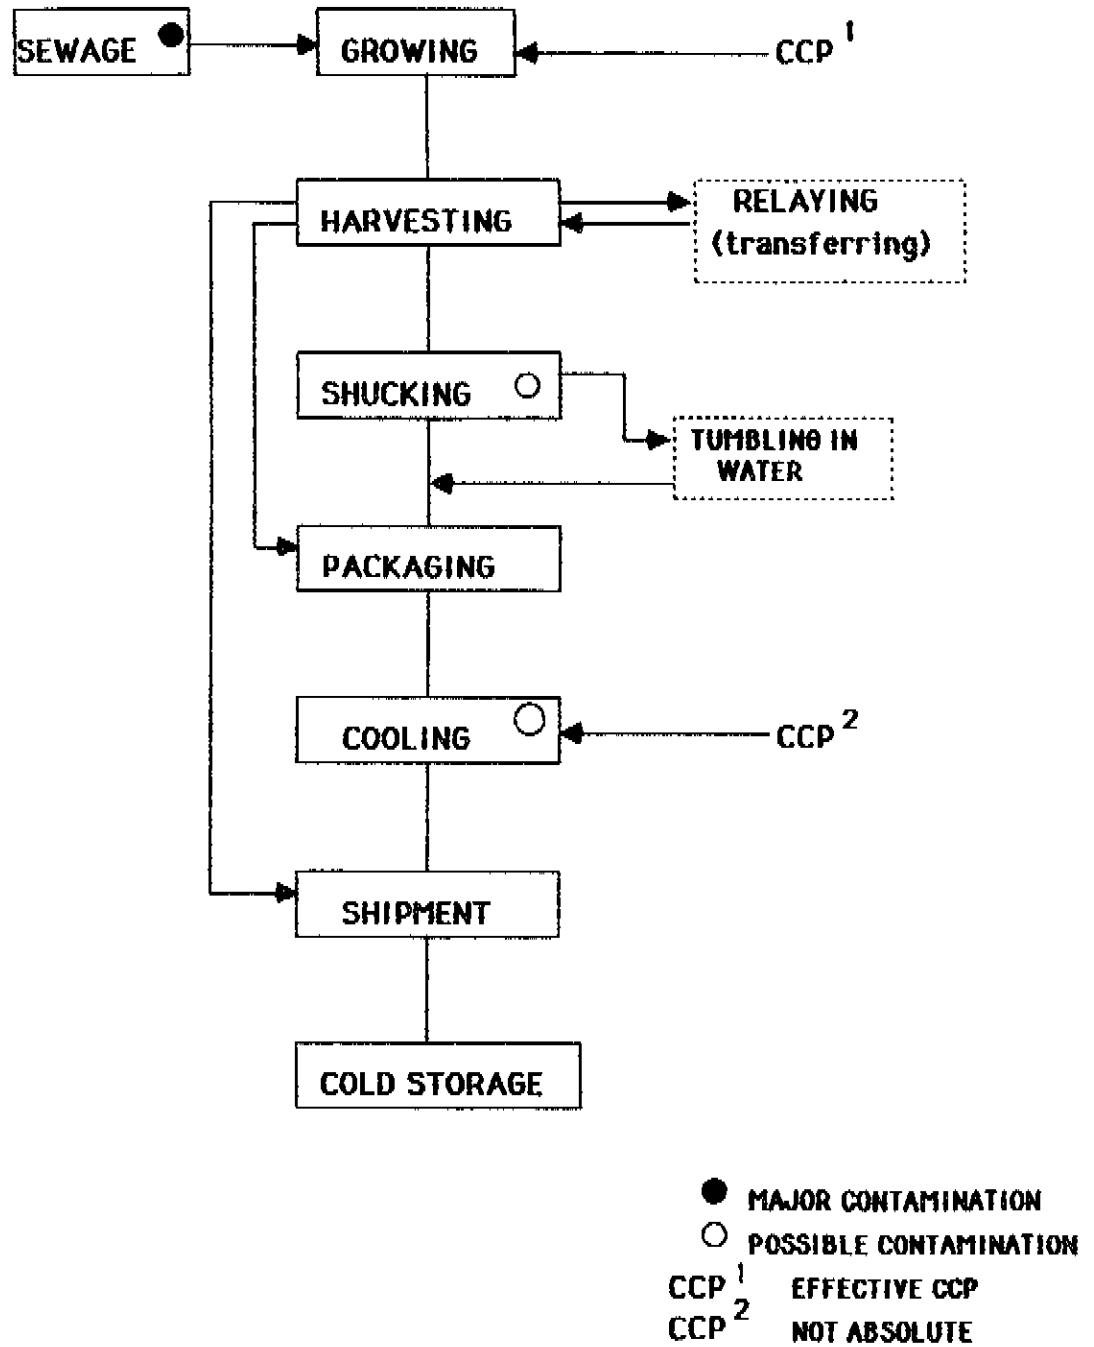 SEWAGE
GROWING
CCP 1
HARVESTING
RELAYING
(transferring)
SHUCKING
TUMBLING IN
WATER
PACKAGING
COOLING
CCP 2
SHIPMENT
COLD STORAGE
MAJOR CONTAMINATION
POSSIBLE CONTAMINATION
CCP 1 EFFECTIVE CCP
CCP 2 NOT ABSOLUTE